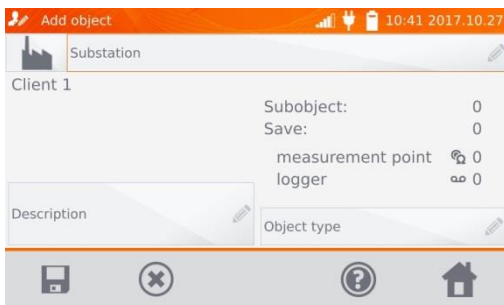 Add object
10:41 2017.10.27
Substation
Client 1
Subobject: 0
Save: 0
measurement point 0
logger 0
Description
Object type